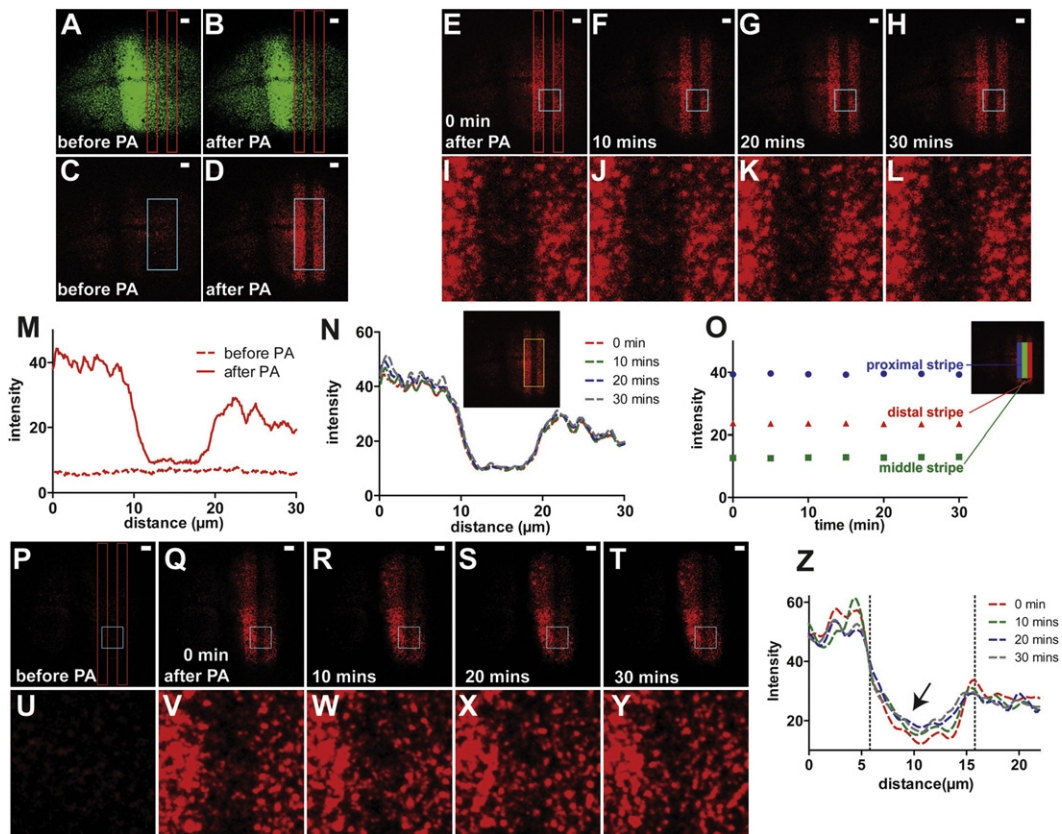 A
before PA
B
after PA
C
before PA
D
after PA
E
0 min
after PA
F
10 mins
G
20 mins
H
30 mins
I
J
K
L
M
intensity
40
20
0
0
10
20
30
distance (µm)
before PA
after PA
N
intensity
60
40
20
0
0
10
20
30
distance (µm)
0 min
10 mins
20 mins
30 mins
O
intensity
40
20
0
0
10
20
30
time (min)
proximal stripe
distal stripe
middle stripe
P
before PA
Q
0 min
after PA
R
10 mins
S
20 mins
T
30 mins
U
V
W
X
Y
Z
Intensity
60
40
20
0
5
10
15
20
distance(µm)
0 min
10 mins
20 mins
30 mins